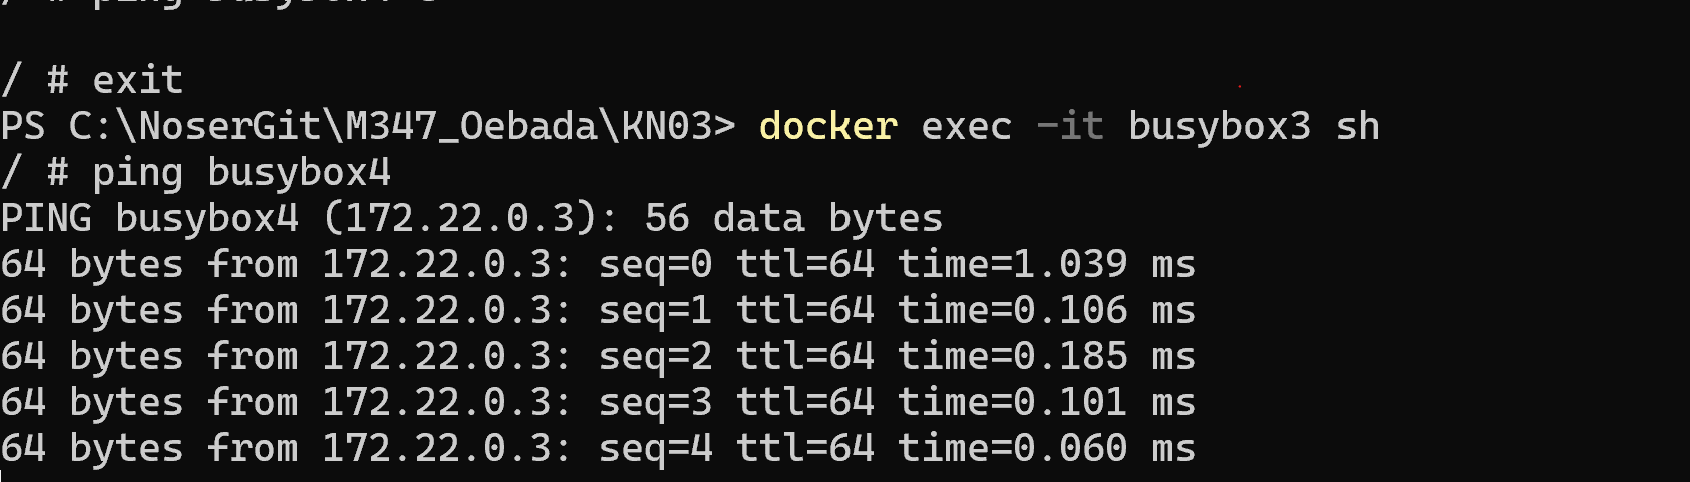 / # exit
PS C:\NoserGit\M347_Oebada\KN03> docker exec -it busybox3 sh
/ # ping busybox4
PING busybox4 (172.22.0.3): 56 data bytes
64 bytes from 172.22.0.3: seq=0 ttl=64 time=1.039 ms
64 bytes from 172.22.0.3: seq=1 ttl=64 time=0.106 ms
64 bytes from 172.22.0.3: seq=2 ttl=64 time=0.185 ms
64 bytes from 172.22.0.3: seq=3 ttl=64 time=0.101 ms
64 bytes from 172.22.0.3: seq=4 ttl=64 time=0.060 ms